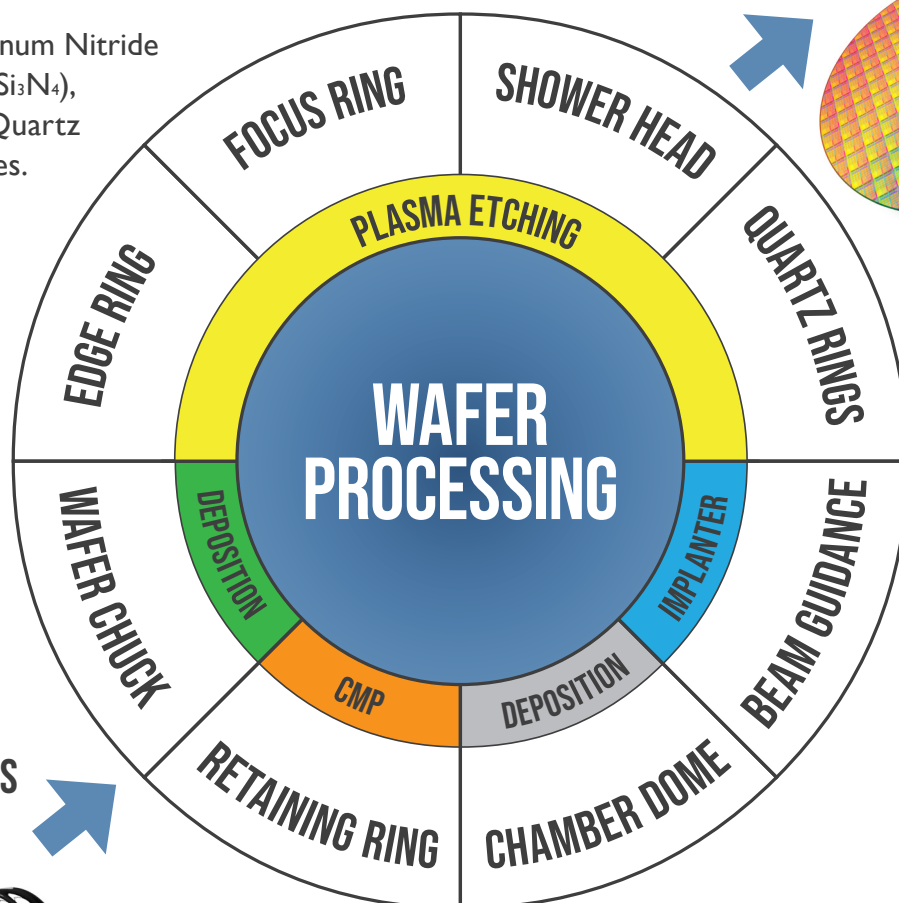 num Nitride
Si₃N₄),
Quartz
es.
FOCUS RING
SHOWER HEAD
QUARTZ RINGS
BEAM GUIDANCE
CHAMBER DOME
RETAINING RING
WAFER CHUCK
EDGE RING
PLASMA ETCHING
IMPLANTER
DEPOSITION
CMP
DEPOSITION
WAFER
PROCESSING
S